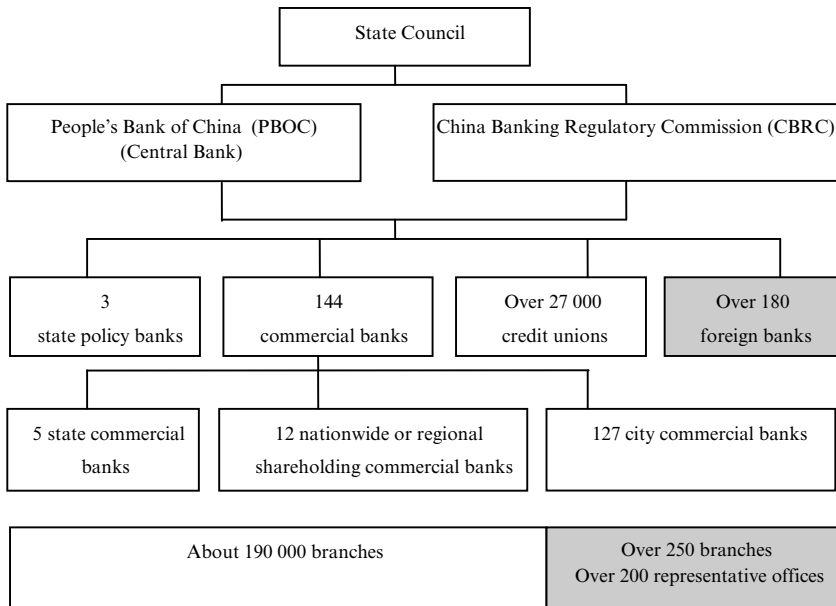 State Council
People's Bank of China (PBOC)
(Central Bank)
China Banking Regulatory Commission (CBRC)
3
state policy banks
144
commercial banks
Over 27 000
credit unions
Over 180
foreign banks
5 state commercial
banks
12 nationwide or regional
shareholding commercial banks
127 city commercial banks
About 190 000 branches
Over 250 branches
Over 200 representative offices